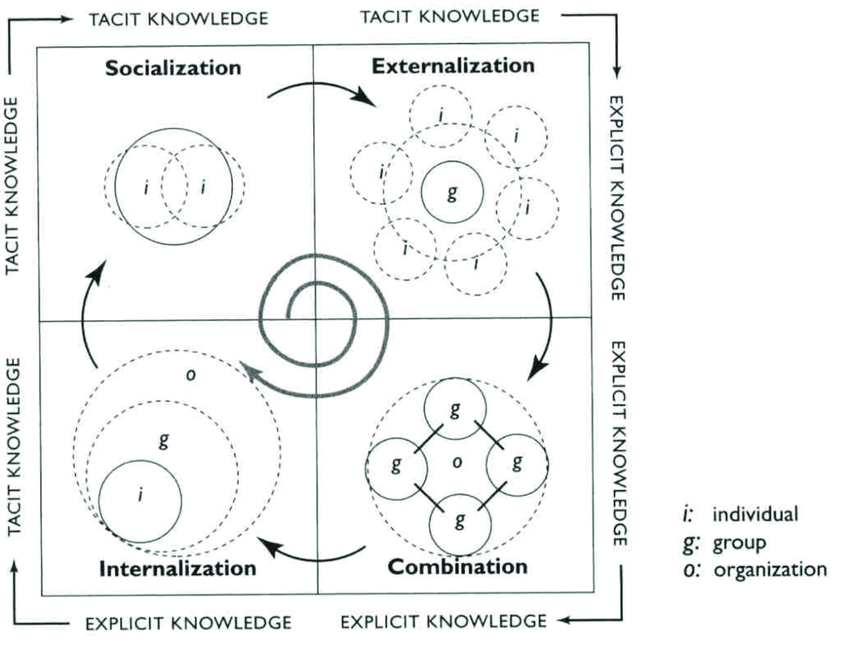 TACIT KNOWLEDGE
TACIT KNOWLEDGE
Socialization
Externalization
TACIT KNOWLEDGE
EXPLICIT KNOWLEDGE
i
i
i
i
i
i
i
i
g
TACIT KNOWLEDGE
EXPLICIT KNOWLEDGE
o
g
i
g
g
o
g
g
Internalization
Combination
EXPLICIT KNOWLEDGE
EXPLICIT KNOWLEDGE
i: individual
g: group
o: organization